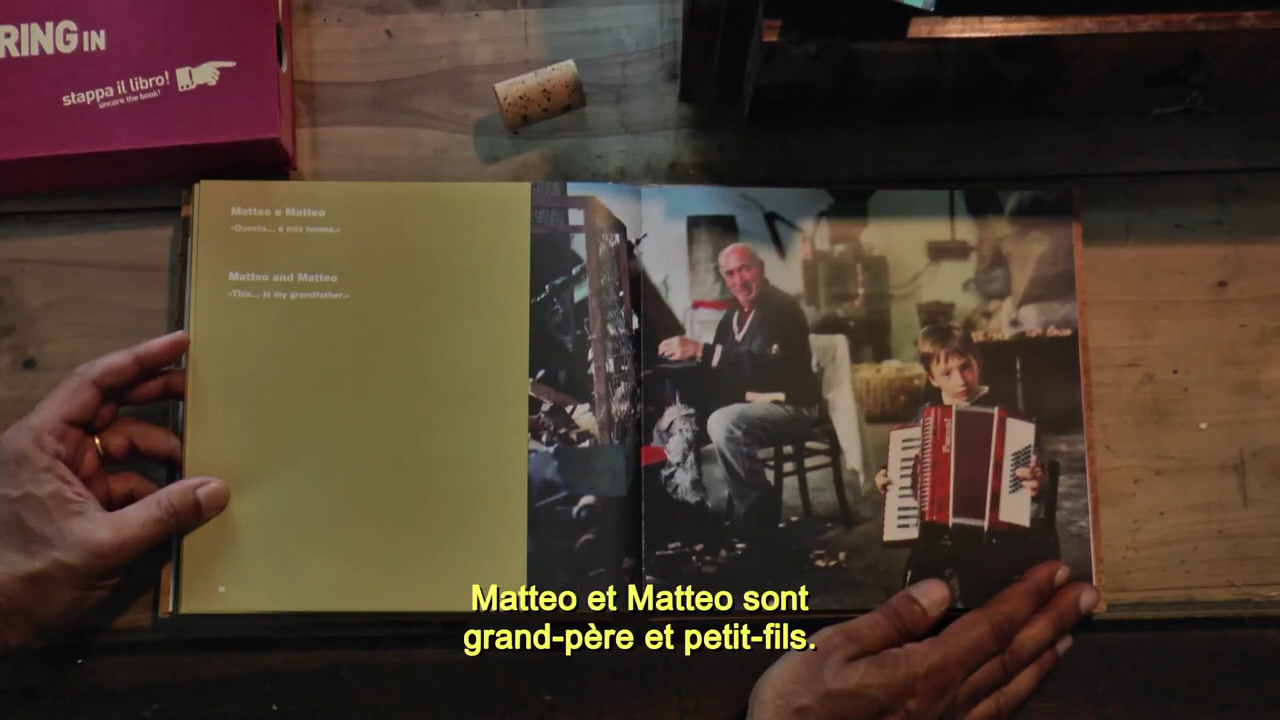 RING IN
stappa il libro!
uncork the book!
Matteo e Matteo
«Questo... è mio nonno.»
Matteo and Matteo
«This... is my grandfather.»
Matteo et Matteo sont
grand-père et petit-fils.